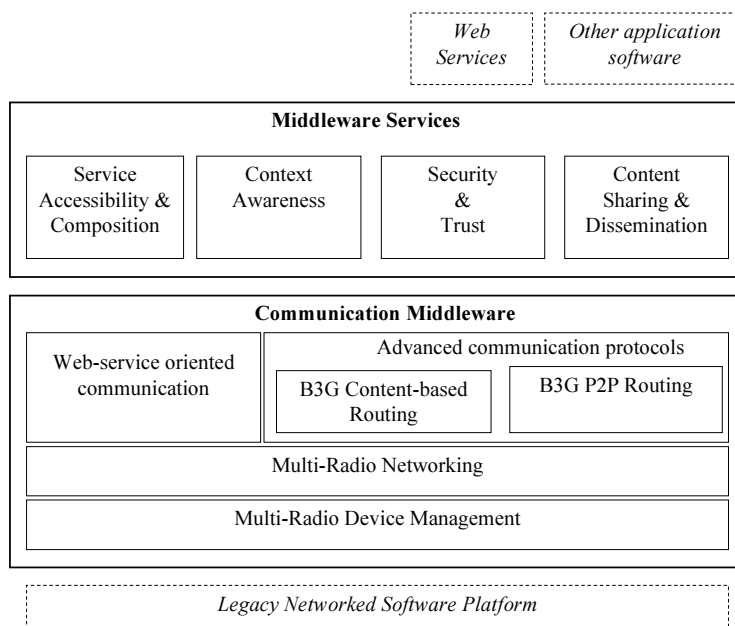 Web
Services
Other application
software
Middleware Services
Service
Accessibility &
Composition
Context
Awareness
Security
&
Trust
Content
Sharing &
Dissemination
Communication Middleware
Web-service oriented
communication
Advanced communication protocols
B3G Content-based
Routing
B3G P2P Routing
Multi-Radio Networking
Multi-Radio Device Management
Legacy Networked Software Platform